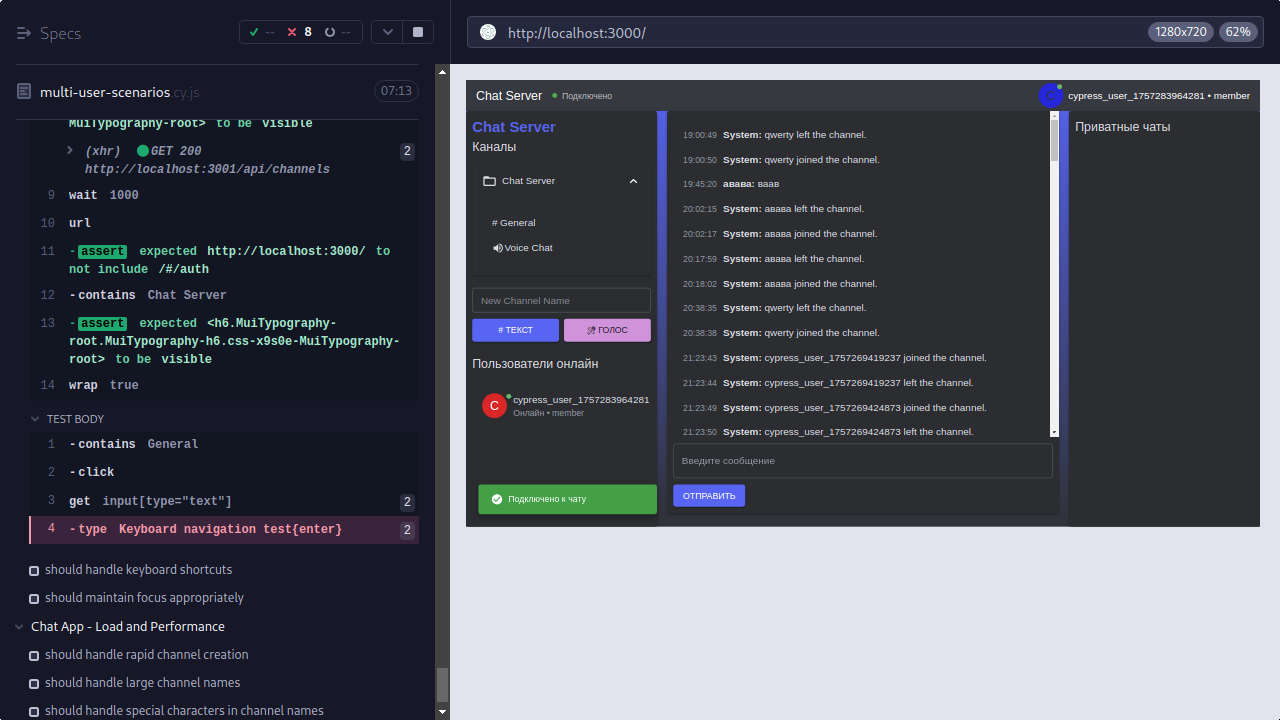 Specs
-- 8 --
multi-user-scenarios.cy.js 07:13
MuiTypography-root> to be visible
(xhr) GET 200 2
http://localhost:3001/api/channels
9 wait 1000
10 url
11 -assert expected http://localhost:3000/ to
not include /#/auth
12 -contains Chat Server
13 -assert expected <h6.MuiTypography-
root.MuiTypography-h6.css-x9s0e-MuiTypography-
root> to be visible
14 wrap true
TEST BODY
1 -contains General
2 -click
3 get input[type="text"] 2
4 -type Keyboard navigation test{enter} 2
should handle keyboard shortcuts
should maintain focus appropriately
Chat App - Load and Performance
should handle rapid channel creation
should handle large channel names
should handle special characters in channel names
http://localhost:3000/ 1280x720 62%
Chat Server Подключено C cypress_user_1757283964281 • member
Chat Server
Каналы
Chat Server
# General
Voice Chat
New Channel Name
# ТЕКСТ 🎤 ГОЛОС
Пользователи онлайн
C cypress_user_1757283964281
Онлайн • member
Подключено к чату
19:00:49 System: qwerty left the channel.
19:00:50 System: qwerty joined the channel.
19:45:20 авава: ваав
20:02:15 System: авава left the channel.
20:02:17 System: авава joined the channel.
20:17:59 System: авава left the channel.
20:18:02 System: авава joined the channel.
20:38:35 System: qwerty left the channel.
20:38:38 System: qwerty joined the channel.
21:23:43 System: cypress_user_1757269419237 joined the channel.
21:23:44 System: cypress_user_1757269419237 left the channel.
21:23:49 System: cypress_user_1757269424873 joined the channel.
21:23:50 System: cypress_user_1757269424873 left the channel.
Введите сообщение
ОТПРАВИТЬ
Приватные чаты